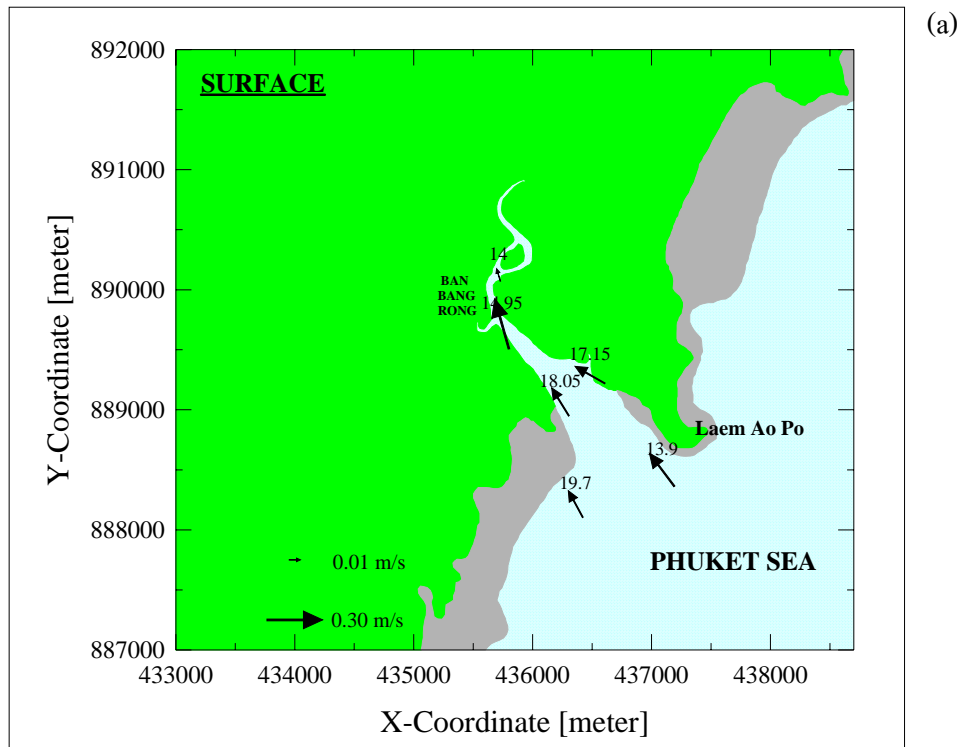 (a)
892000
SURFACE
891000
14
890000
BAN
BANG
RONG
14.95
17.15
18.05
889000
Laem Ao Po
13.9
19.7
888000
0.01 m/s
PHUKET SEA
0.30 m/s
887000
433000 434000 435000 436000 437000 438000
X-Coordinate [meter]
Y-Coordinate [meter]